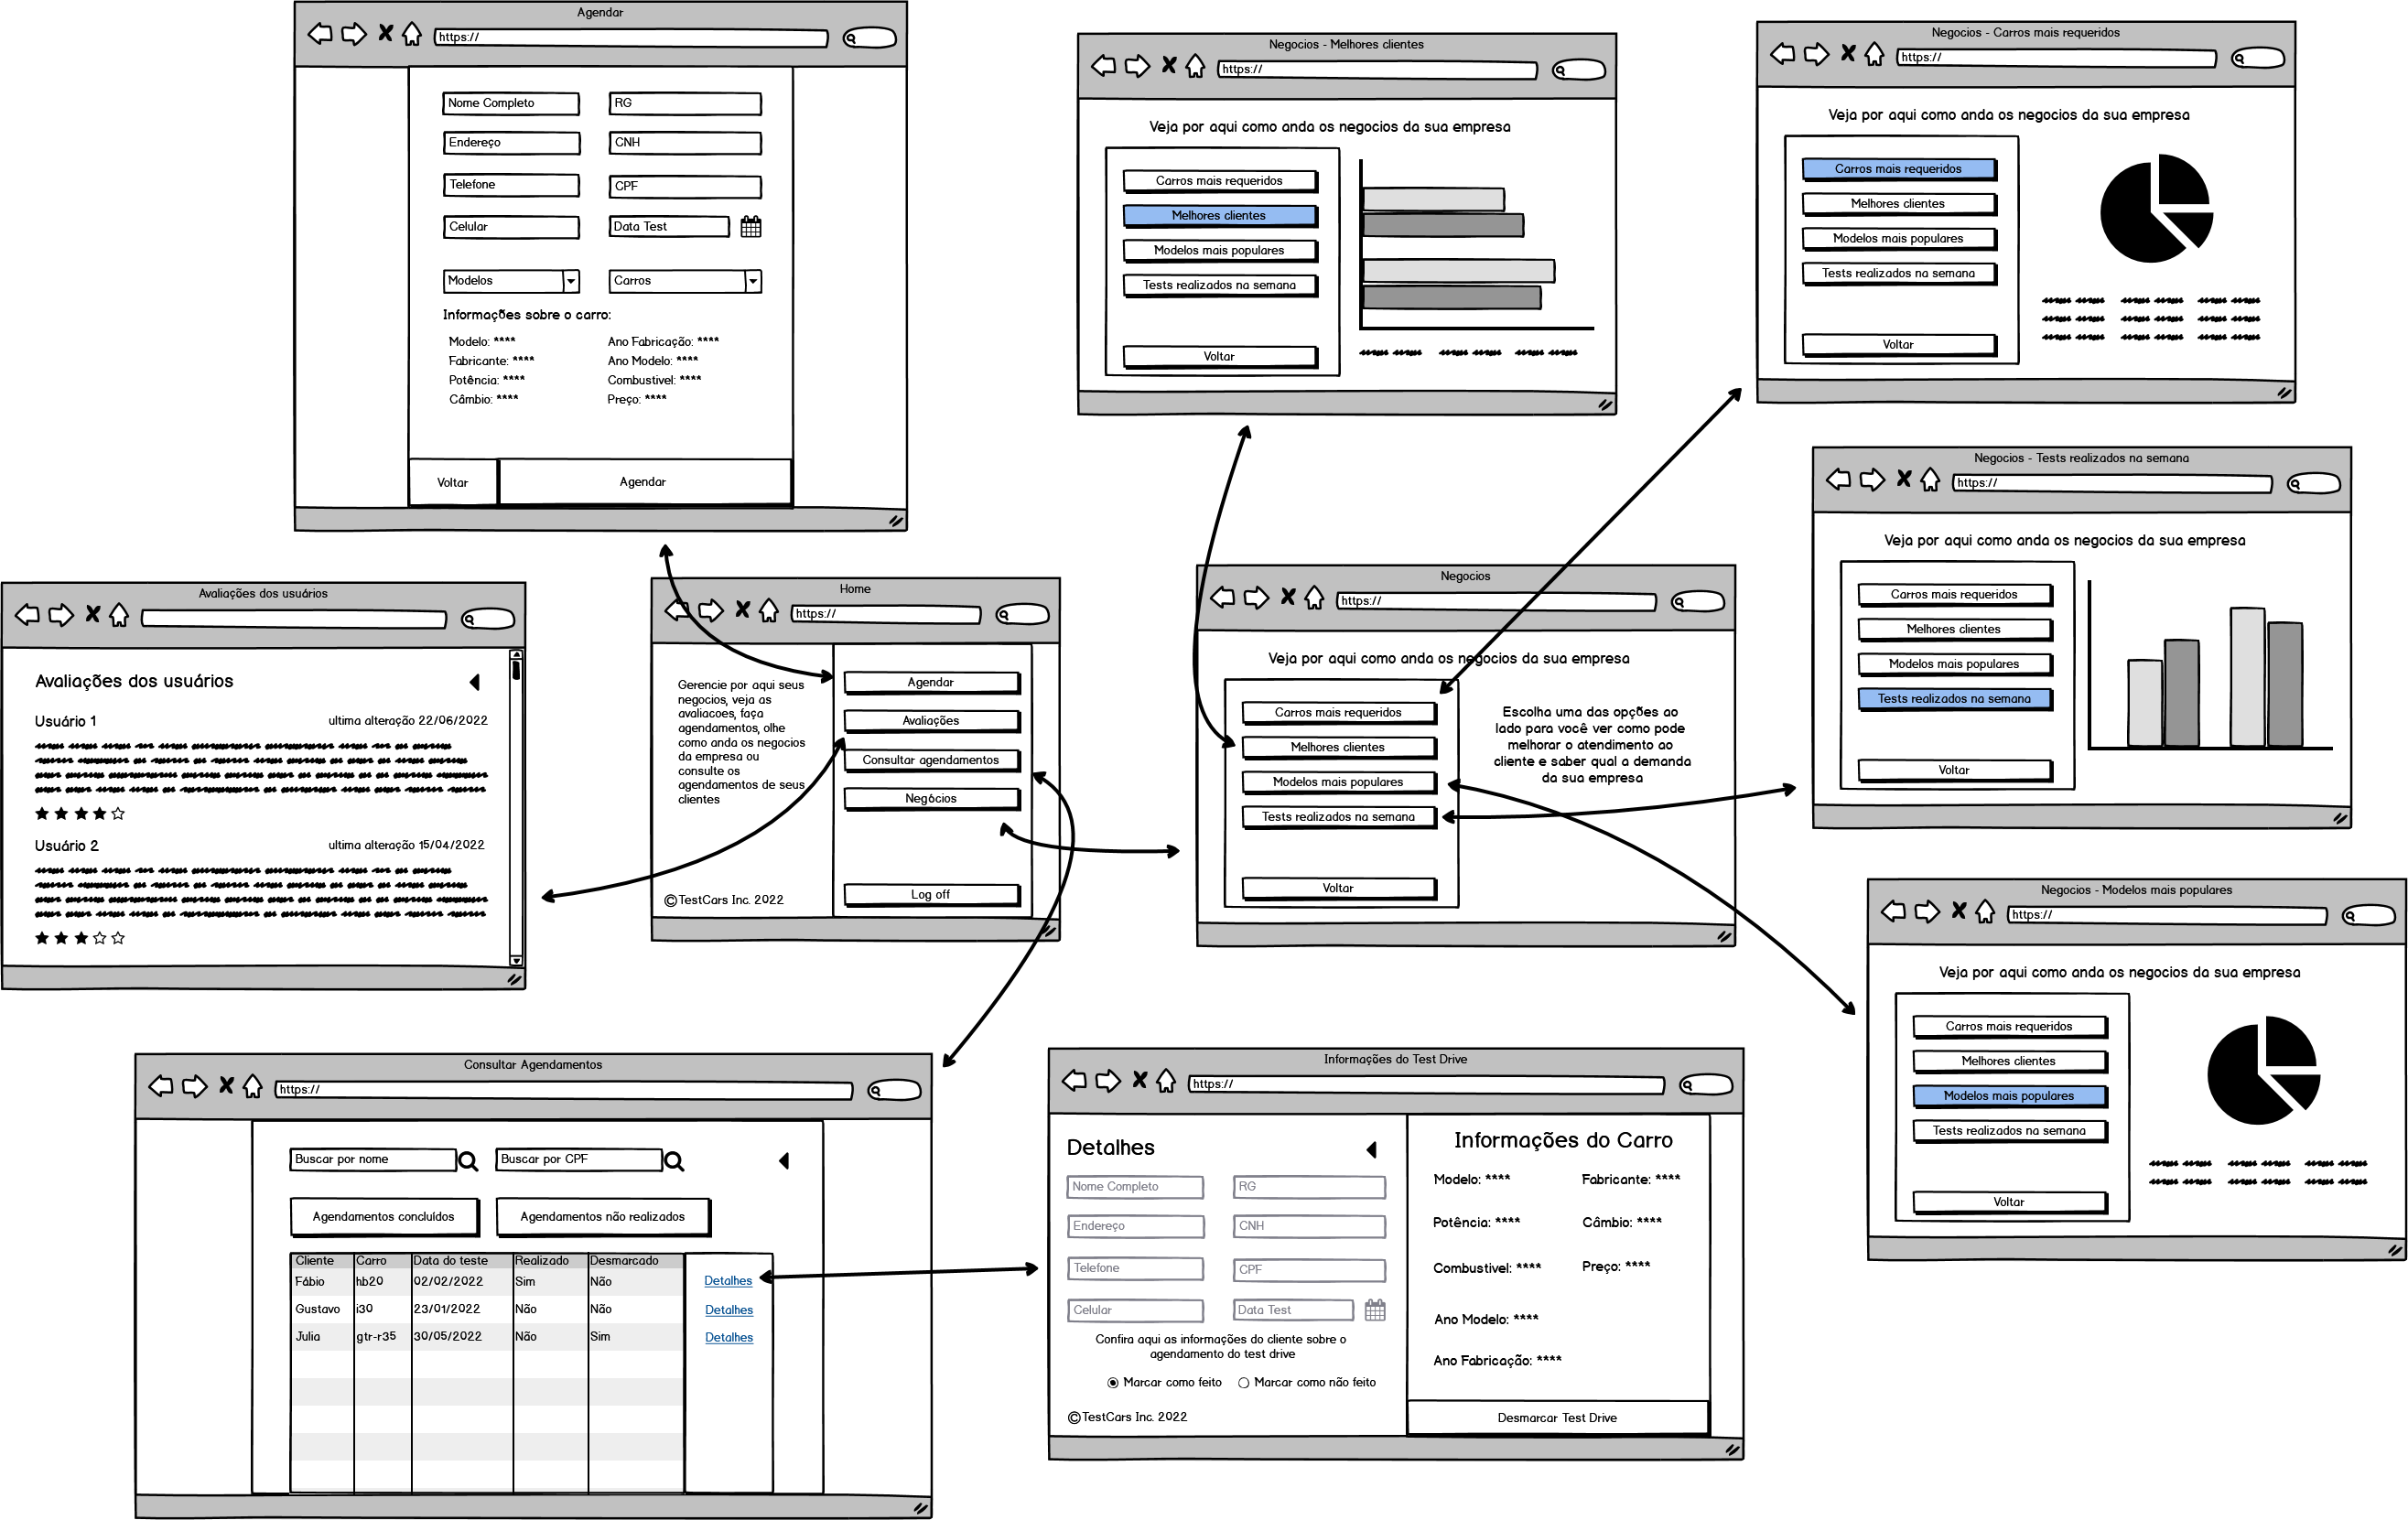 Agendar
https://
Nome Completo
RG
Endereço
CNH
Telefone
CPF
Celular
Data Test
Modelos
Carros
Informações sobre o carro:
Modelo: ****
Ano Fabricação: ****
Fabricante: ****
Ano Modelo: ****
Potência: ****
Combustivel: ****
Câmbio: ****
Preço: ****
Voltar
Agendar
Negocios - Melhores clientes
https://
Veja por aqui como anda os negocios da sua empresa
Carros mais requeridos
Melhores clientes
Modelos mais populares
Tests realizados na semana
Voltar
Negocios - Carros mais requeridos
https://
Veja por aqui como anda os negocios da sua empresa
Carros mais requeridos
Melhores clientes
Modelos mais populares
Tests realizados na semana
Voltar
Negocios - Tests realizados na semana
https://
Veja por aqui como anda os negocios da sua empresa
Carros mais requeridos
Melhores clientes
Modelos mais populares
Tests realizados na semana
Voltar
Avaliações dos usuários
Avaliações dos usuários
Usuário 1
ultima alteração 22/06/2022
Usuário 2
ultima alteração 15/04/2022
Home
https://
Gerencie por aqui seus
negocios, veja as
avaliacoes, faça
agendamentos, olhe
como anda os negocios
da empresa ou
consulte os
agendamentos de seus
clientes
©TestCars Inc. 2022
Agendar
Avaliações
Consultar agendamentos
Negócios
Log off
Negocios
https://
Veja por aqui como anda os negocios da sua empresa
Carros mais requeridos
Melhores clientes
Modelos mais populares
Tests realizados na semana
Voltar
Escolha uma das opções ao
lado para você ver como pode
melhorar o atendimento ao
cliente e saber qual a demanda
da sua empresa
Negocios - Modelos mais populares
https://
Veja por aqui como anda os negocios da sua empresa
Carros mais requeridos
Melhores clientes
Modelos mais populares
Tests realizados na semana
Voltar
Consultar Agendamentos
https://
Buscar por nome
Buscar por CPF
Agendamentos concluídos
Agendamentos não realizados
Cliente Carro Data do teste Realizado Desmarcado
Fábio hb20 02/02/2022 Sim Não Detalhes
Gustavo i30 23/01/2022 Não Não Detalhes
Julia gtr-r35 30/05/2022 Não Sim Detalhes
Informações do Test Drive
https://
Detalhes
Nome Completo
RG
Endereço
CNH
Telefone
CPF
Celular
Data Test
Confira aqui as informações do cliente sobre o
agendamento do test drive
Marcar como feito
Marcar como não feito
©TestCars Inc. 2022
Informações do Carro
Modelo: ****
Fabricante: ****
Potência: ****
Câmbio: ****
Combustivel: ****
Preço: ****
Ano Modelo: ****
Ano Fabricação: ****
Desmarcar Test Drive